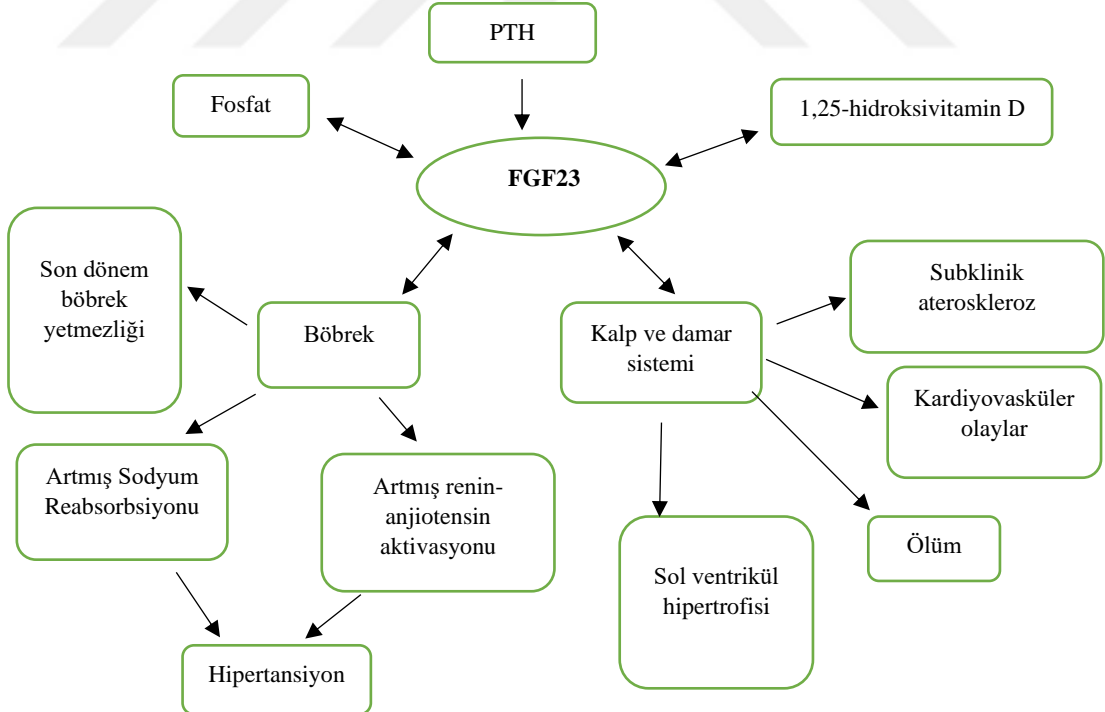 PTH
Fosfat
1,25-hidroksivitamin D
FGF23
Son dönem
böbrek
yetmezliği
Böbrek
Kalp ve damar
sistemi
Subklinik
ateroskleroz
Kardiyovasküler
olaylar
Artmış Sodyum
Reabsorbsiyonu
Artmış renin-
anjiotensin
aktivasyonu
Ölüm
Sol ventrikül
hipertrofisi
Hipertansiyon